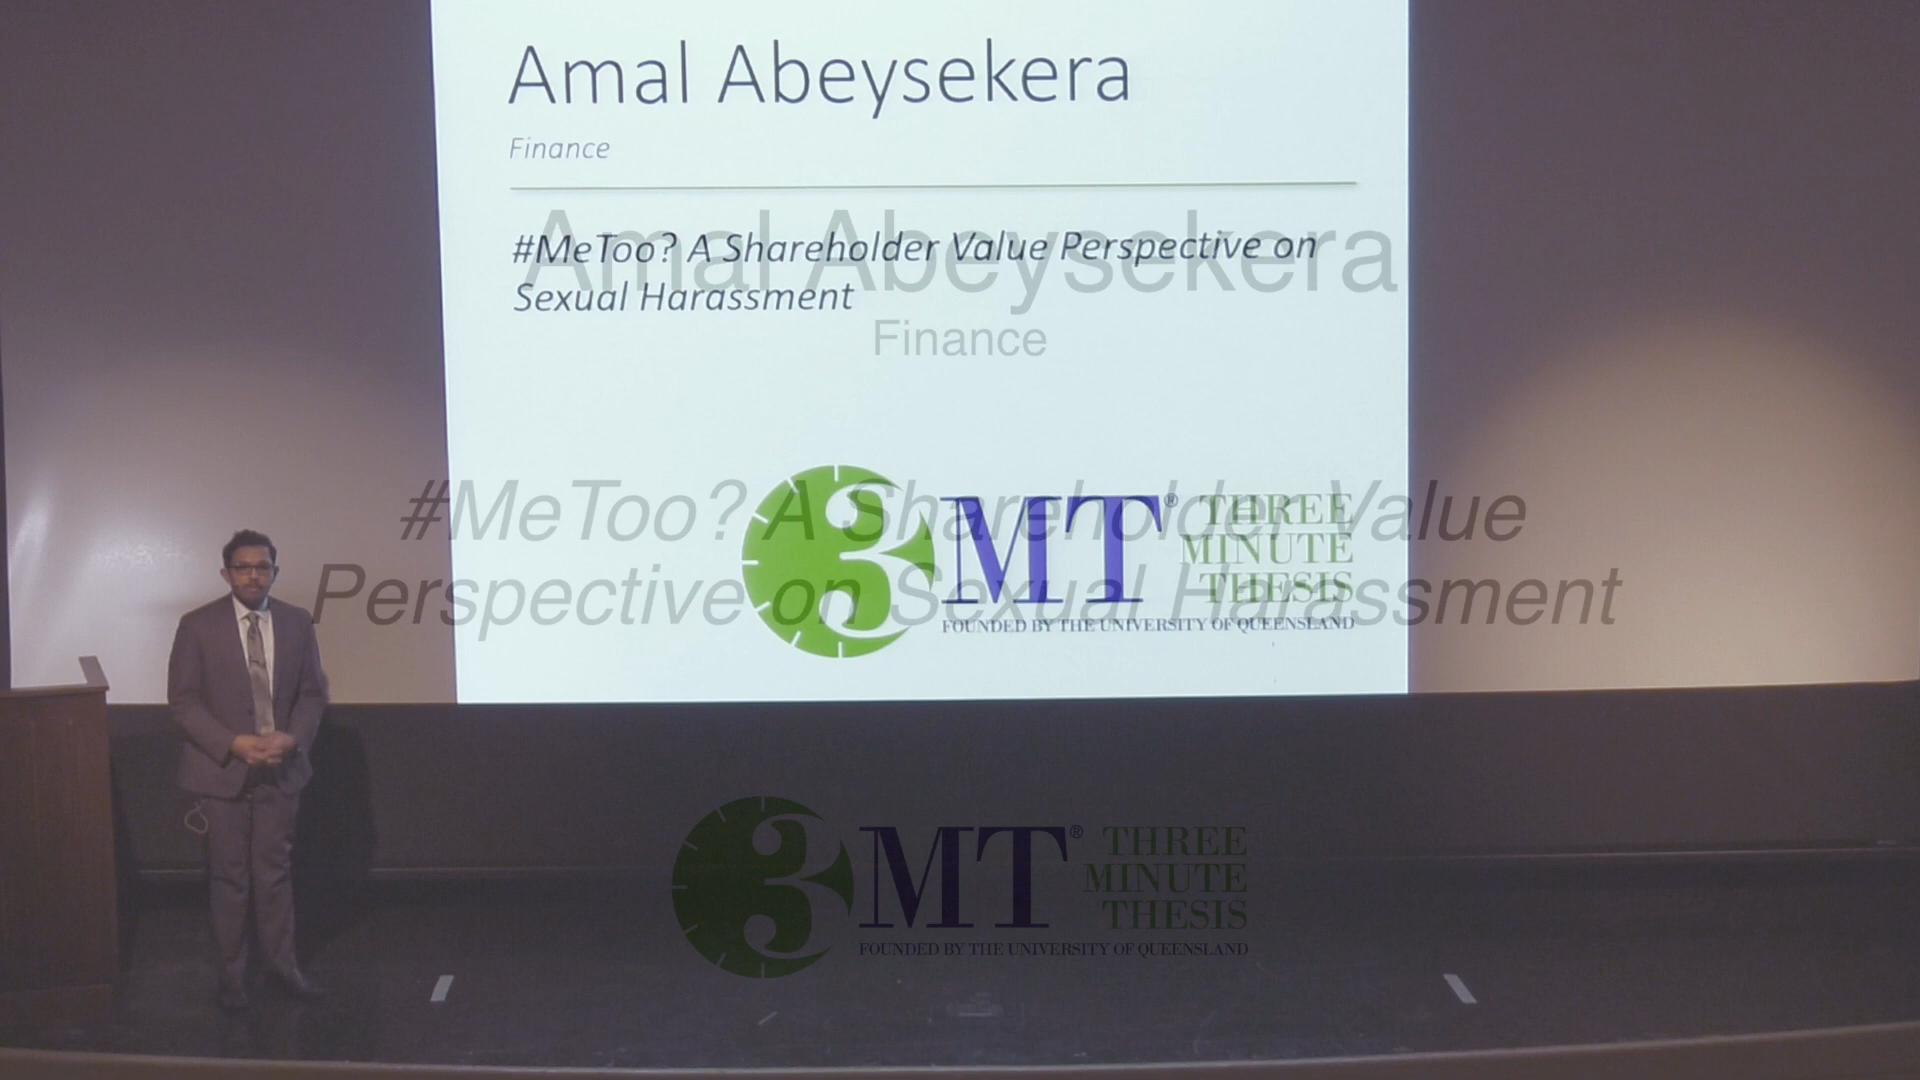 Amal Abeysekera
Finance
#MeToo? A Shareholder Value Perspective on
Sexual Harassment
3MT® THREE
MINUTE
THESIS
FOUNDED BY THE UNIVERSITY OF QUEENSLAND
Amal Abeysekera
Finance
#MeToo? A Shareholder Value
Perspective on Sexual Harassment
3MT® THREE
MINUTE
THESIS
FOUNDED BY THE UNIVERSITY OF QUEENSLAND